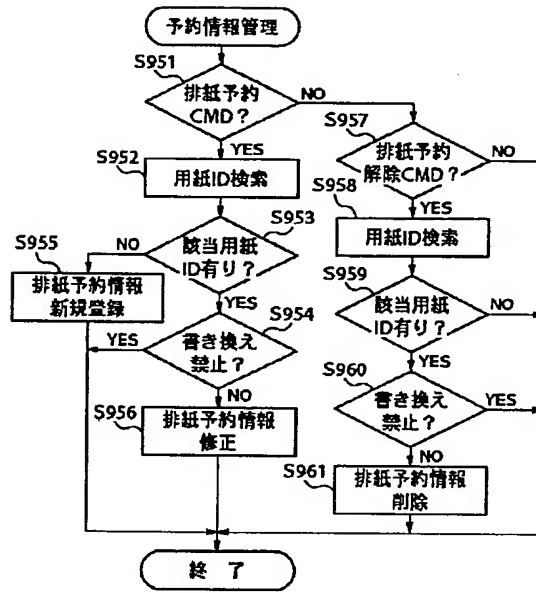 予約情報管理
S951
排紙予約
CMD?
NO
YES
S952
用紙ID検索
S953
該当用紙
ID有り?
NO
YES
S955
排紙予約情報
新規登録
S954
書き換え
禁止?
YES
NO
S956
排紙予約情報
修正
S957
排紙予約
解除CMD?
NO
YES
S958
用紙ID検索
S959
該当用紙
ID有り?
NO
YES
S960
書き換え
禁止?
YES
NO
S961
排紙予約情報
削除
終 了